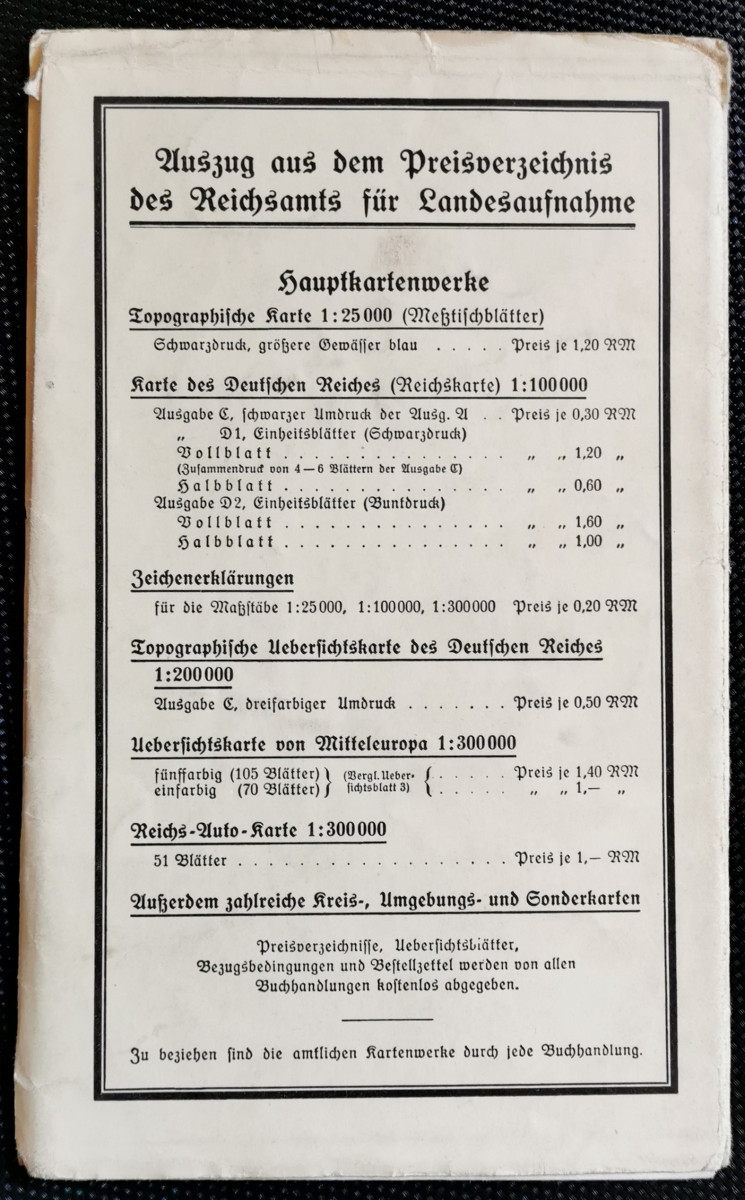 Auszug aus dem Preisverzeichnis
des Reichsamts für Landesaufnahme
Hauptkartenwerke
Topographische Karte 1:25000 (Meßtischblätter)
Schwarzdruck, größere Gewässer blau . . . . . Preis je 1,20 RM
Karte des Deutschen Reiches (Reichskarte) 1:100000
Ausgabe C, schwarzer Umdruck der Ausg. A . . Preis je 0,30 RM
„ D1, Einheitsblätter (Schwarzdruck)
Vollblatt . . . . . . . . . . . . . . . „ „ 1,20 „
(Zusammendruck von 4—6 Blättern der Ausgabe C)
Halbblatt . . . . . . . . . . . . . . . „ „ 0,60 „
Ausgabe D2, Einheitsblätter (Buntdruck)
Vollblatt . . . . . . . . . . . . . . . „ „ 1,60 „
Halbblatt . . . . . . . . . . . . . . . „ „ 1,00 „
Zeichenerklärungen
für die Maßstäbe 1:25000, 1:100000, 1:300000 Preis je 0,20 RM
Topographische Uebersichtskarte des Deutschen Reiches
1:200000
Ausgabe C, dreifarbiger Umdruck . . . . . . . Preis je 0,50 RM
Uebersichtskarte von Mitteleuropa 1:300000
fünffarbig (105 Blätter) } (Vergl. Ueber- { . . . . . Preis je 1,40 RM
einfarbig (70 Blätter) } sichtsblatt 3) { . . . . . „ „ 1,— „
Reichs-Auto-Karte 1:300000
51 Blätter . . . . . . . . . . . . . . . . . . Preis je 1,— RM
Außerdem zahlreiche Kreis-, Umgebungs- und Sonderkarten
Preisverzeichnisse, Uebersichtsblätter,
Bezugsbedingungen und Bestellzettel werden von allen
Buchhandlungen kostenlos abgegeben.
Zu beziehen sind die amtlichen Kartenwerke durch jede Buchhandlung.